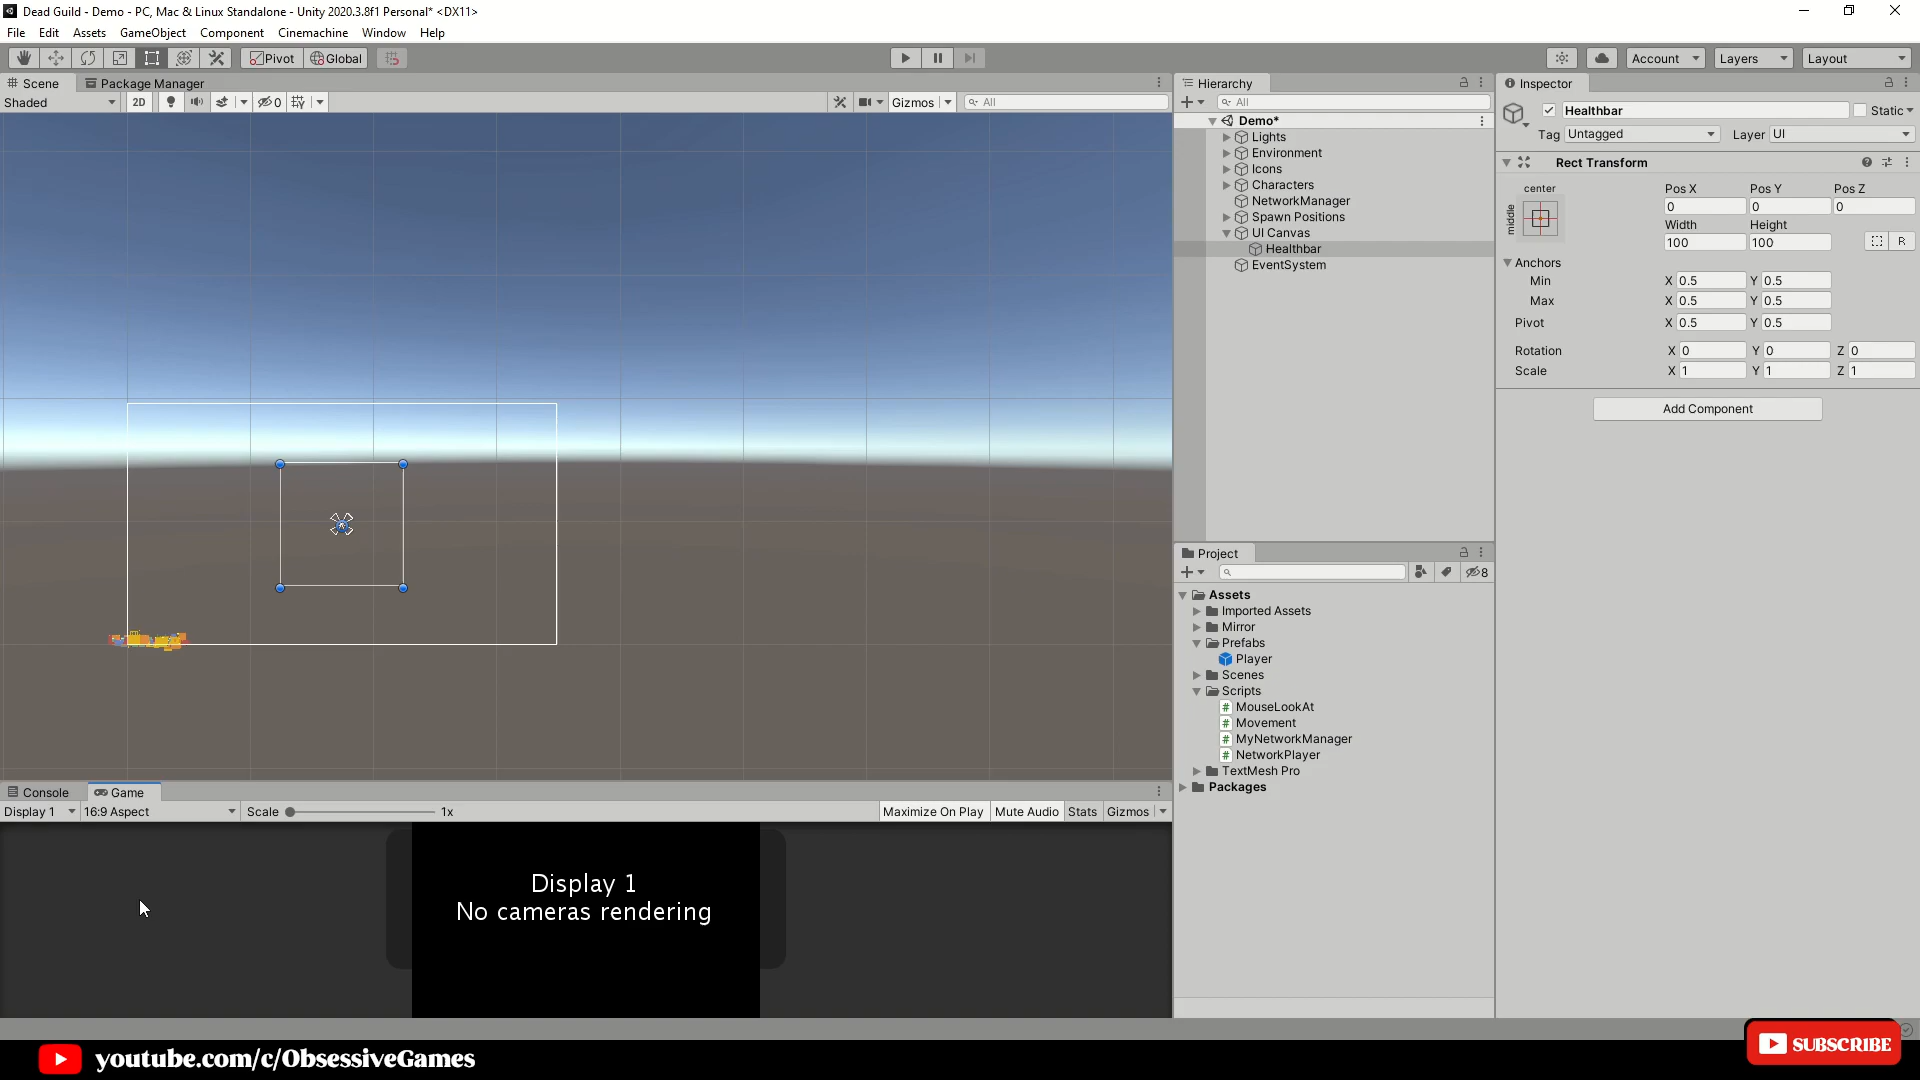 Dead Guild - Demo - PC, Mac & Linux Standalone - Unity 2020.3.8f1 Personal* <DX11>
File Edit Assets GameObject Component Cinemachine Window Help
Pivot Global Account Layers Layout
Scene Package Manager
Shaded 2D 0 Gizmos All
Hierarchy
All
Demo*
Lights
Environment
Icons
Characters
NetworkManager
Spawn Positions
UI Canvas
Healthbar
EventSystem
Inspector
Healthbar Static
Tag Untagged Layer UI
Rect Transform
center
middle
Pos X Pos Y Pos Z
0 0 0
Width Height
100 100 R
Anchors
Min X 0.5 Y 0.5
Max X 0.5 Y 0.5
Pivot X 0.5 Y 0.5
Rotation X 0 Y 0 Z 0
Scale X 1 Y 1 Z 1
Add Component
Project
8
Assets
Imported Assets
Mirror
Prefabs
Player
Scenes
Scripts
# MouseLookAt
# Movement
# MyNetworkManager
# NetworkPlayer
TextMesh Pro
Packages
Console Game
Display 1 16:9 Aspect Scale 1x Maximize On Play Mute Audio Stats Gizmos
Display 1
No cameras rendering
youtube.com/c/ObsessiveGames
SUBSCRIBE